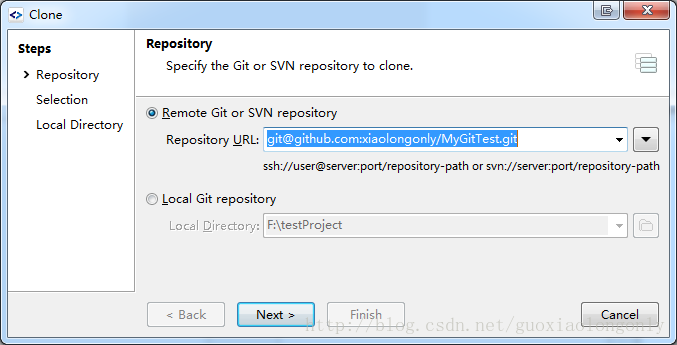 Clone
Steps
Repository
Selection
Local Directory
Repository
Specify the Git or SVN repository to clone.
Remote Git or SVN repository
Repository URL:
git@github.com:xiaolongonly/MyGitTest.git
ssh://user@server:port/repository-path or svn://server:port/repository-path
Local Git repository
Local Directory:
F:\testProject
< Back
Next >
Finish
Cancel
http://blog.csdn.net/guoxiaolongonly